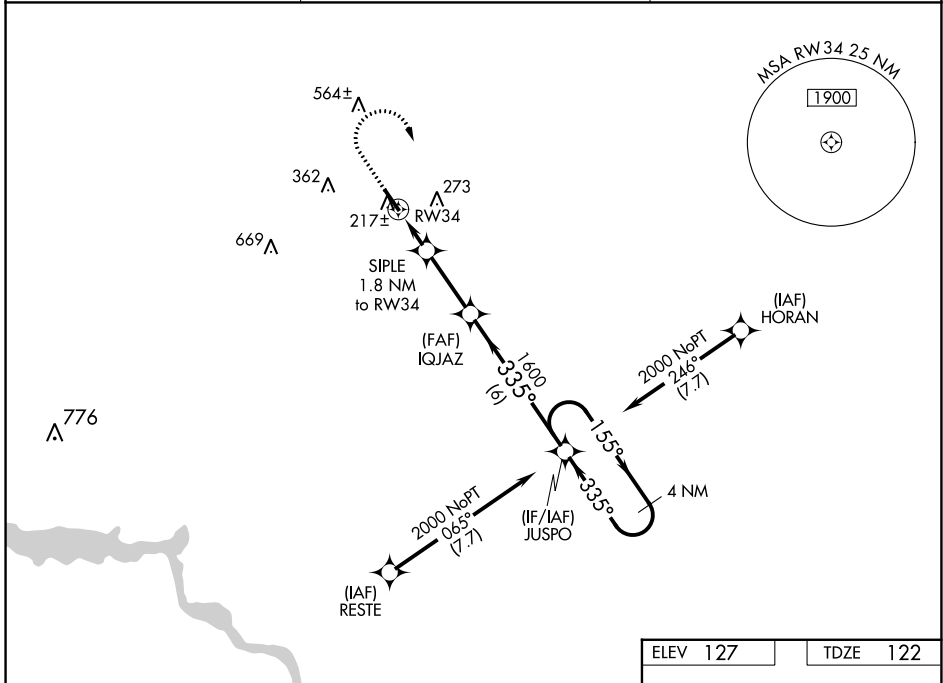 MSA RW34 25 NM
1900
564±
362
273
217±
RW34
669
SIPLE
1.8 NM
to RW34
(IAF)
HORAN
(FAF)
IQJAZ
2000 NoPT
246°
(7.7)
1600
335°
(6)
776
155°
335°
4 NM
2000 NoPT
065°
(7.7)
(IF/IAF)
JUSPO
(IAF)
RESTE
ELEV 127
TDZE 122